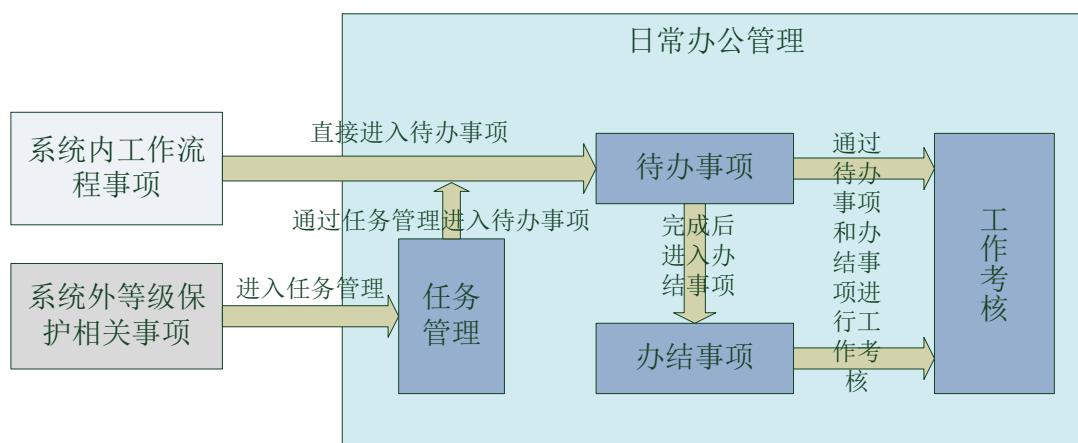 日常办公管理
系统内工作流
程事项
直接进入待办事项
待办事项
通过
待办
事项
和办
结事
项进
行工
作考
核
工
作
考
核
通过任务管理进入待办事项
完成后
进入办
结事项
系统外等级保
护相关事项
进入任务管理
任务
管理
办结事项